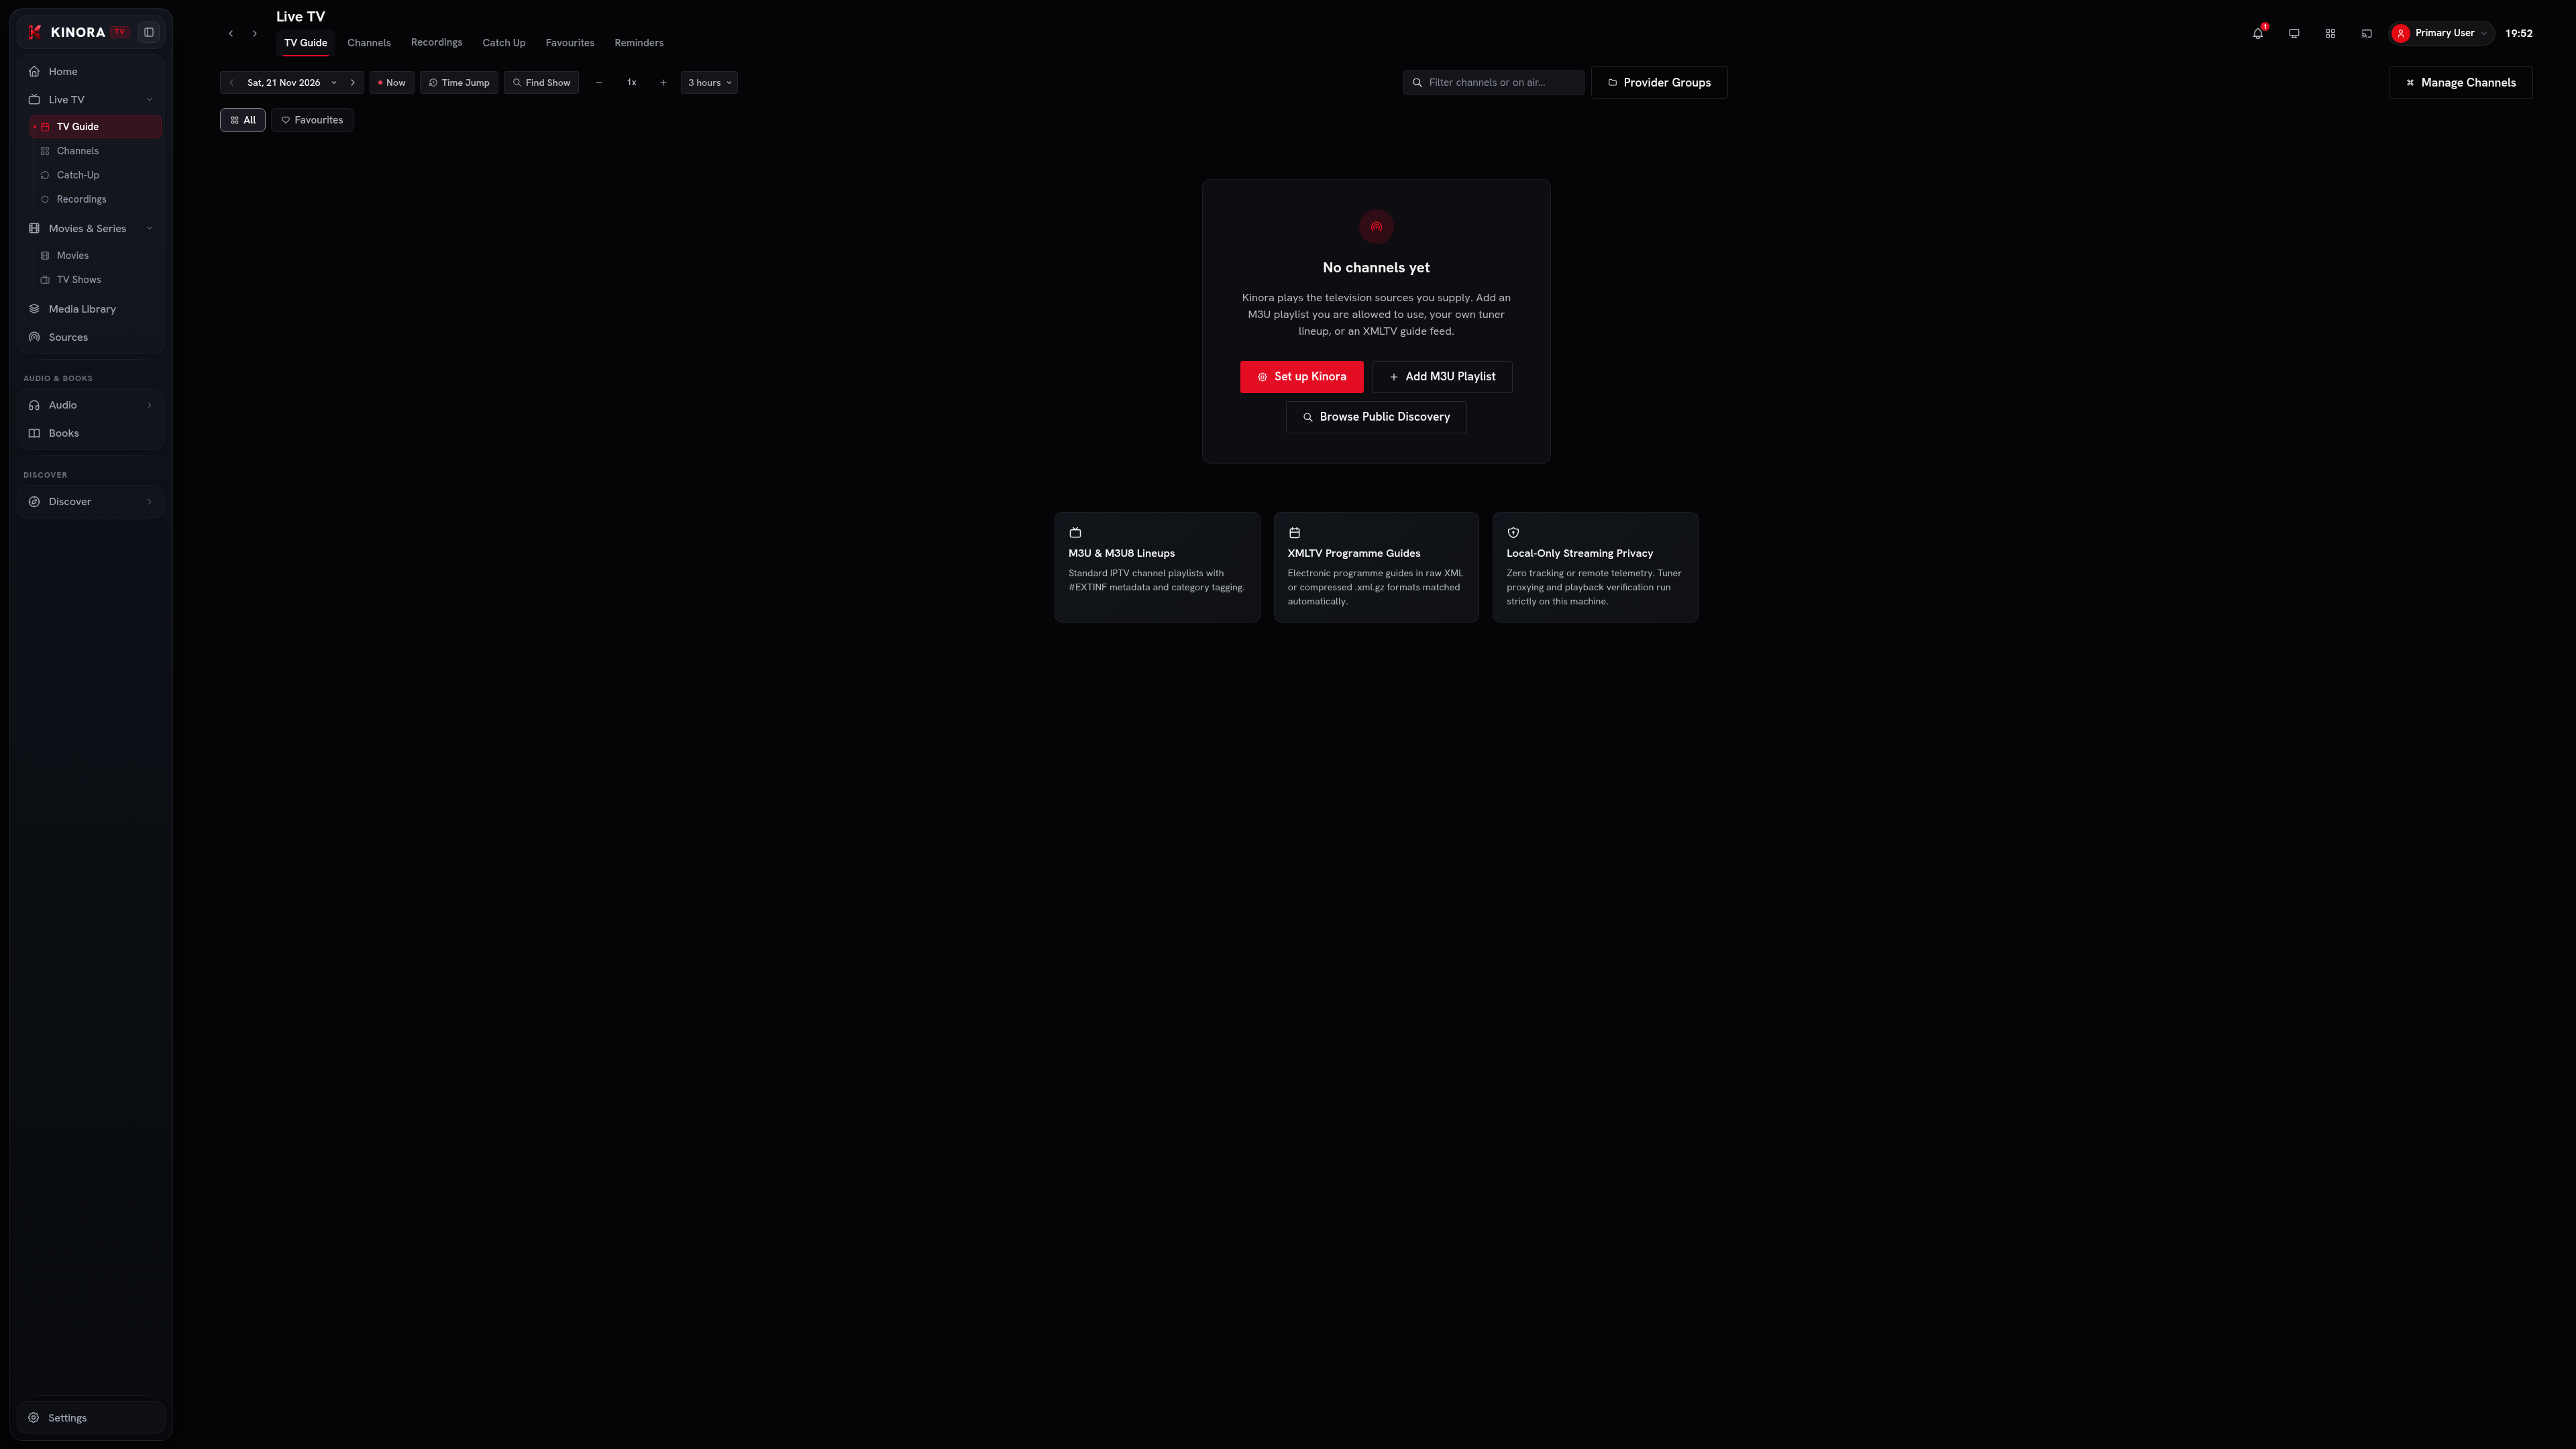 KINORA TV
Home
Live TV
TV Guide
Channels
Catch-Up
Recordings
Movies & Series
Movies
TV Shows
Media Library
Sources
AUDIO & BOOKS
Audio
Books
DISCOVER
Discover
Settings
Live TV
TV Guide Channels Recordings Catch Up Favourites Reminders
1
Primary User 19:52
Sat, 21 Nov 2026 Now Time Jump Find Show 1x 3 hours
Filter channels or on air... Provider Groups Manage Channels
All Favourites
No channels yet
Kinora plays the television sources you supply. Add an
M3U playlist you are allowed to use, your own tuner
lineup, or an XMLTV guide feed.
Set up Kinora Add M3U Playlist
Browse Public Discovery
M3U & M3U8 Lineups
Standard IPTV channel playlists with
#EXTINF metadata and category tagging.
XMLTV Programme Guides
Electronic programme guides in raw XML
or compressed .xml.gz formats matched
automatically.
Local-Only Streaming Privacy
Zero tracking or remote telemetry. Tuner
proxying and playback verification run
strictly on this machine.